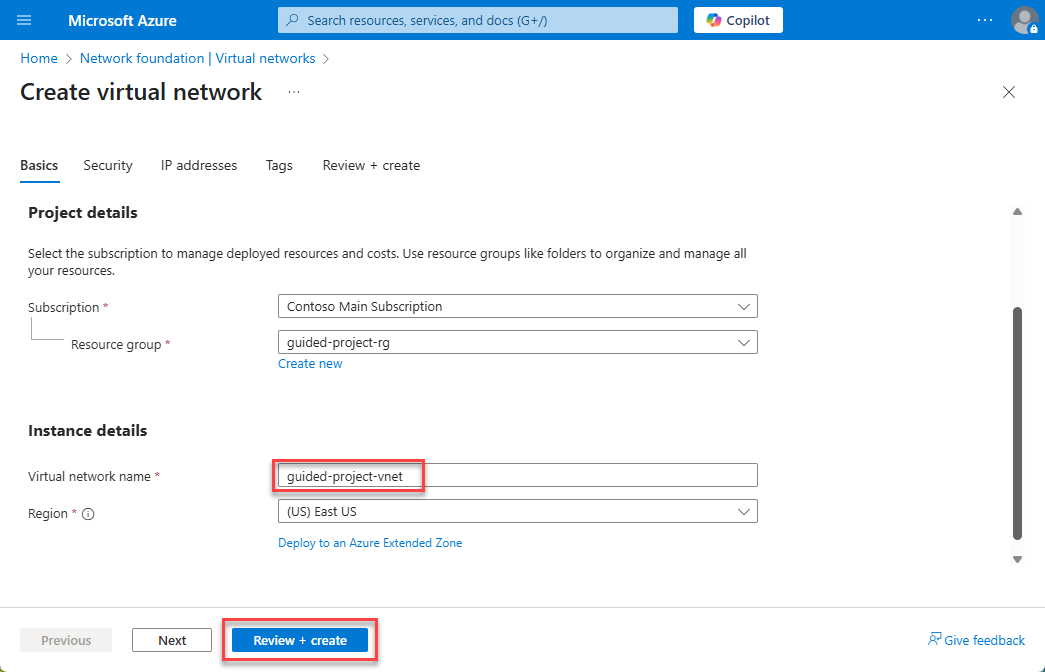 Microsoft Azure
Search resources, services, and docs (G+/)
Copilot
Home > Network foundation | Virtual networks >
Create virtual network ...
Basics Security IP addresses Tags Review + create
Project details
Select the subscription to manage deployed resources and costs. Use resource groups like folders to organize and manage all
your resources.
Subscription * Contoso Main Subscription
Resource group * guided-project-rg
Create new
Instance details
Virtual network name * guided-project-vnet
Region * (US) East US
Deploy to an Azure Extended Zone
Previous Next Review + create Give feedback